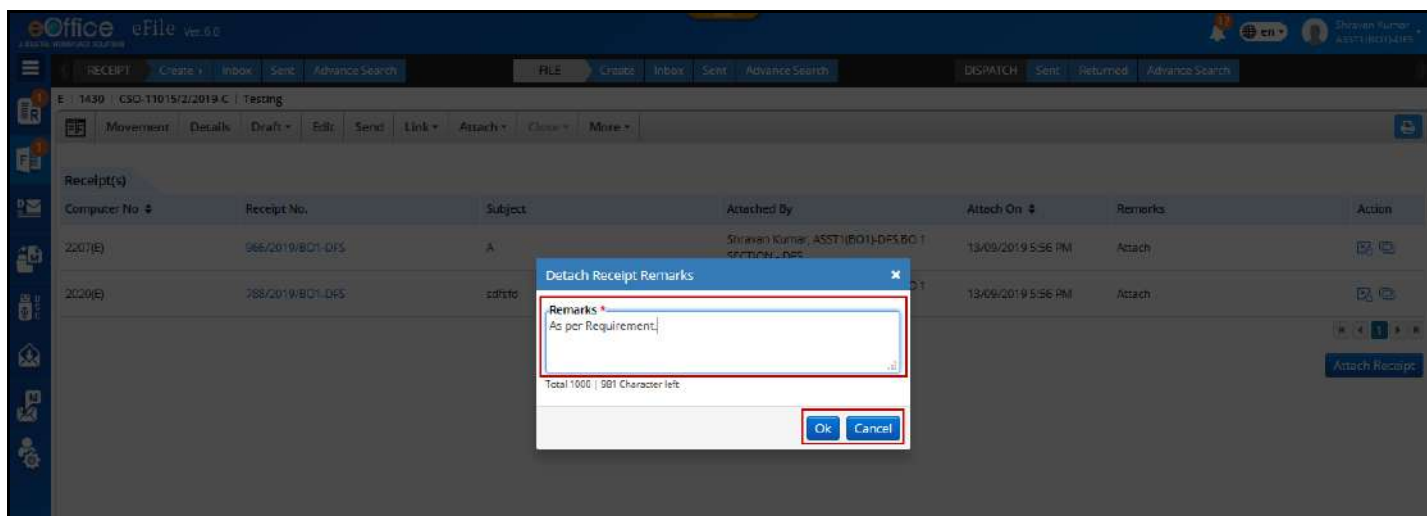 eOffice eFile Ver.6.0
12
en
Shravan Kumar
ASST1(BO1)-DFS
RECEIPT Create Inbox Sent Advance Search FILE Create Inbox Sent Advance Search DISPATCH Sent Returned Advance Search
E | 1430 | CSO-11015/2/2019-C | Testing
Movement Details Draft Edit Send Link Attach Close More
Receipt(s)
Computer No Receipt No. Subject Attached By Attach On Remarks Action
2207(E) 966/2019/BO1-DFS A Shravan Kumar, ASST1(BO1)-DFS,BO 1 SECTION - DFS 13/09/2019 5:56 PM Attach
2020(E) 788/2019/BO1-DFS 13/09/2019 5:56 PM Attach
1
Attach Receipt
Detach Receipt Remarks
Remarks *
As per Requirement.
Total 1000 | 981 Character left
Ok Cancel